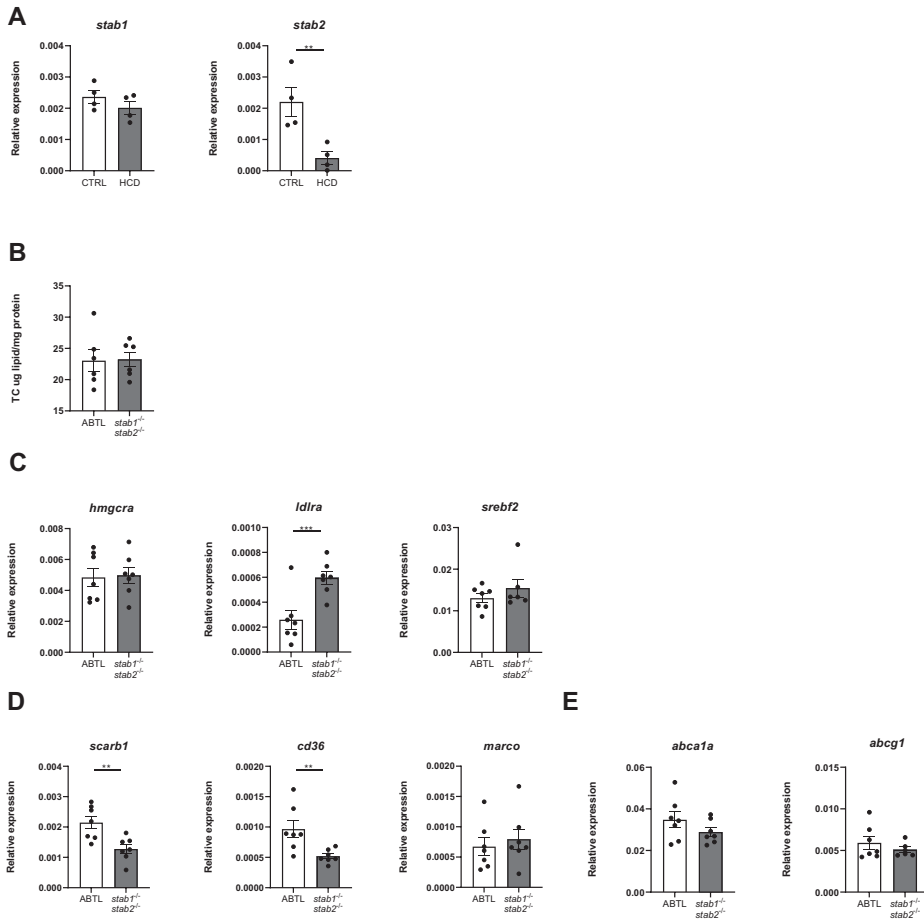 A
stab1
stab2
Relative expression
0.004
0.003
0.002
0.001
0.000
CTRL
HCD
Relative expression
0.004
0.003
0.002
0.001
0.000
**
CTRL
HCD
B
TC ug lipid/mg protein
35
30
25
20
15
ABTL
stab1-/-
stab2-/-
C
hmgcra
Relative expression
0.008
0.006
0.004
0.002
0.000
ABTL
stab1-/-
stab2-/-
ldlra
Relative expression
0.0010
0.0008
0.0006
0.0004
0.0002
0.0000
***
ABTL
stab1-/-
stab2-/-
srebf2
Relative expression
0.03
0.02
0.01
0.00
ABTL
stab1-/-
stab2-/-
D
scarb1
Relative expression
0.004
0.003
0.002
0.001
0.000
**
ABTL
stab1-/-
stab2-/-
cd36
Relative expression
0.0020
0.0015
0.0010
0.0005
0.0000
**
ABTL
stab1-/-
stab2-/-
marco
Relative expression
0.0020
0.0015
0.0010
0.0005
0.0000
ABTL
stab1-/-
stab2-/-
E
abca1a
Relative expression
0.06
0.04
0.02
0.00
ABTL
stab1-/-
stab2-/-
abcg1
Relative expression
0.015
0.010
0.005
0.000
ABTL
stab1-/-
stab2-/-